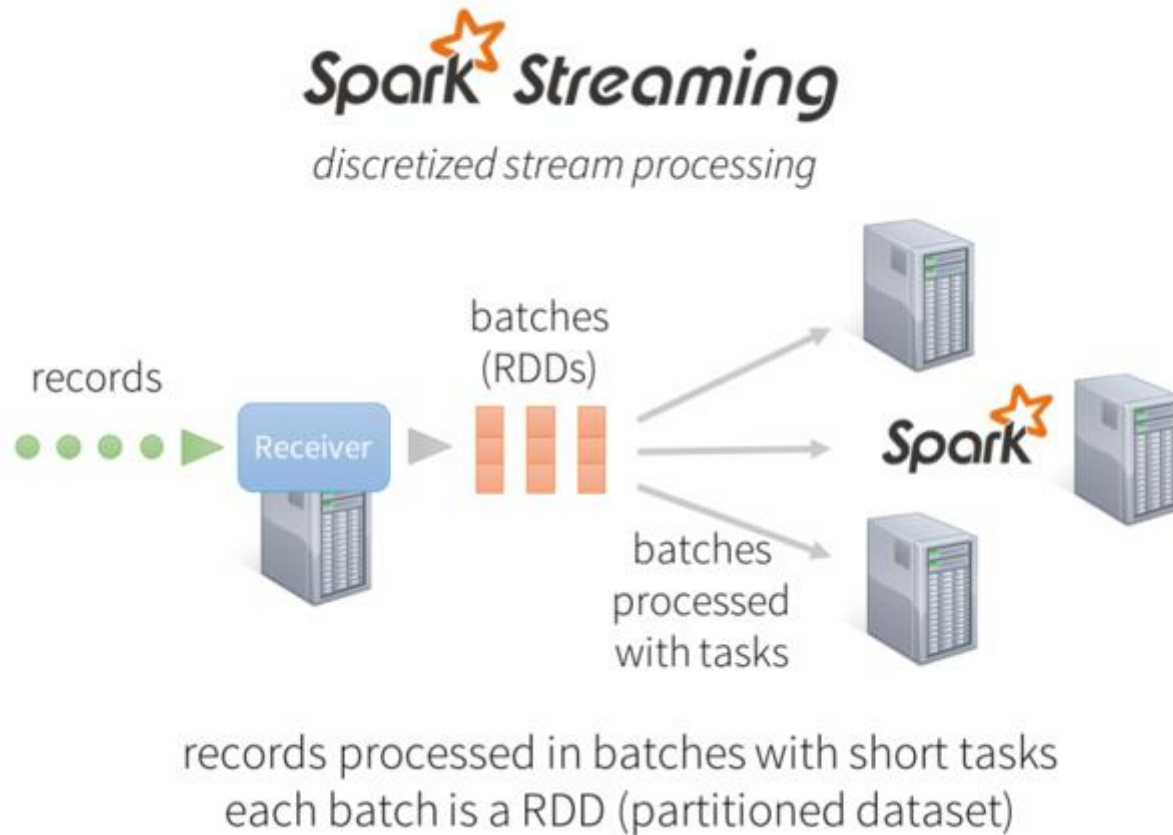 Spark Streaming
discretized stream processing
records
Receiver
batches
(RDDs)
Spark
batches
processed
with tasks
records processed in batches with short tasks
each batch is a RDD (partitioned dataset)